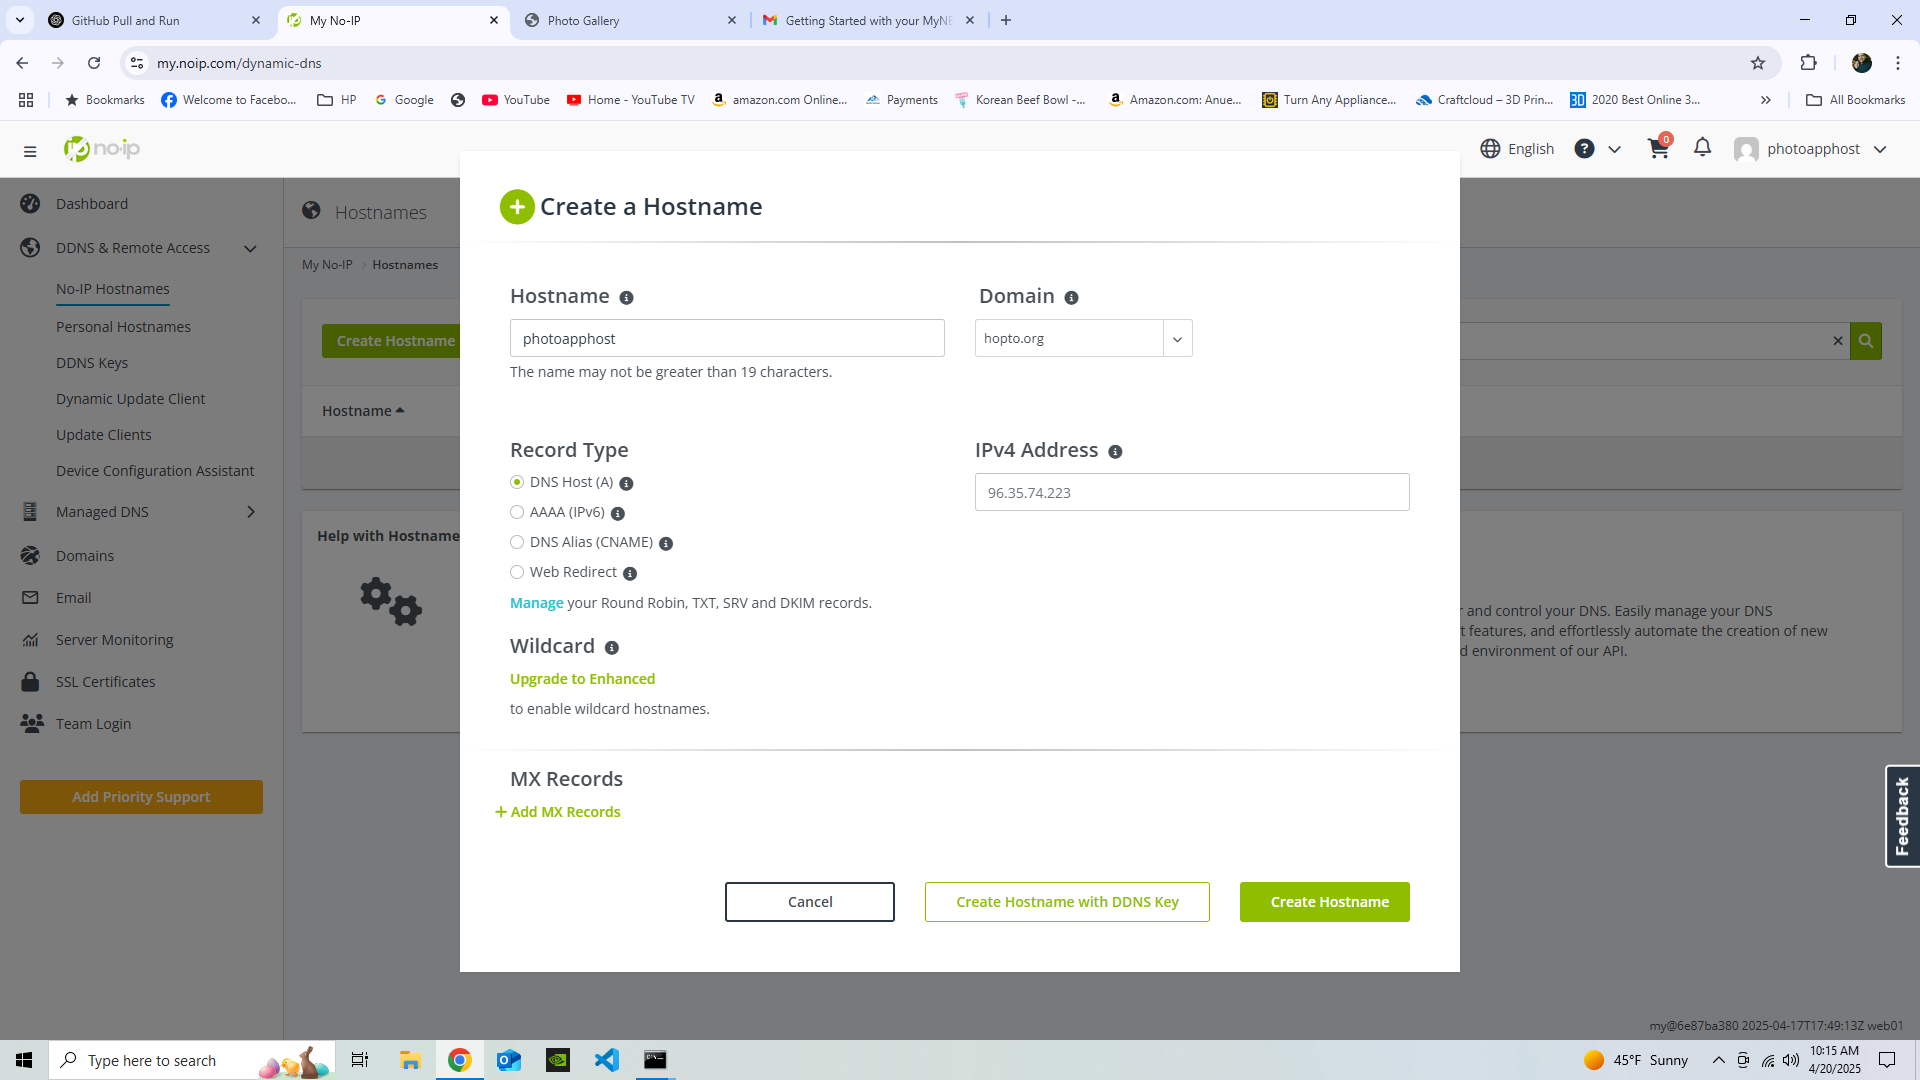 GitHub Pull and Run
My No-IP
Photo Gallery
Getting Started with your MyNE
my.noip.com/dynamic-dns
Bookmarks
Welcome to Facebo...
HP
Google
YouTube
Home - YouTube TV
amazon.com Online...
Payments
Korean Beef Bowl -...
Amazon.com: Anue...
Turn Any Appliance...
Craftcloud – 3D Prin...
3D
2020 Best Online 3...
All Bookmarks
no-ip
English
0
photoapphost
Dashboard
DDNS & Remote Access
No-IP Hostnames
Personal Hostnames
DDNS Keys
Dynamic Update Client
Update Clients
Device Configuration Assistant
Managed DNS
Domains
Email
Server Monitoring
SSL Certificates
Team Login
Add Priority Support
Hostnames
My No-IP > Hostnames
Create Hostname
Hostname
Help with Hostname
Create a Hostname
Hostname
Domain
photoapphost
hopto.org
The name may not be greater than 19 characters.
Record Type
IPv4 Address
DNS Host (A)
96.35.74.223
AAAA (IPv6)
DNS Alias (CNAME)
Web Redirect
Manage your Round Robin, TXT, SRV and DKIM records.
Wildcard
Upgrade to Enhanced
to enable wildcard hostnames.
MX Records
+ Add MX Records
Cancel
Create Hostname with DDNS Key
Create Hostname
r and control your DNS. Easily manage your DNS
t features, and effortlessly automate the creation of new
d environment of our API.
Feedback
my@6e87ba380 2025-04-17T17:49:13Z web01
Type here to search
45°F Sunny
10:15 AM
4/20/2025